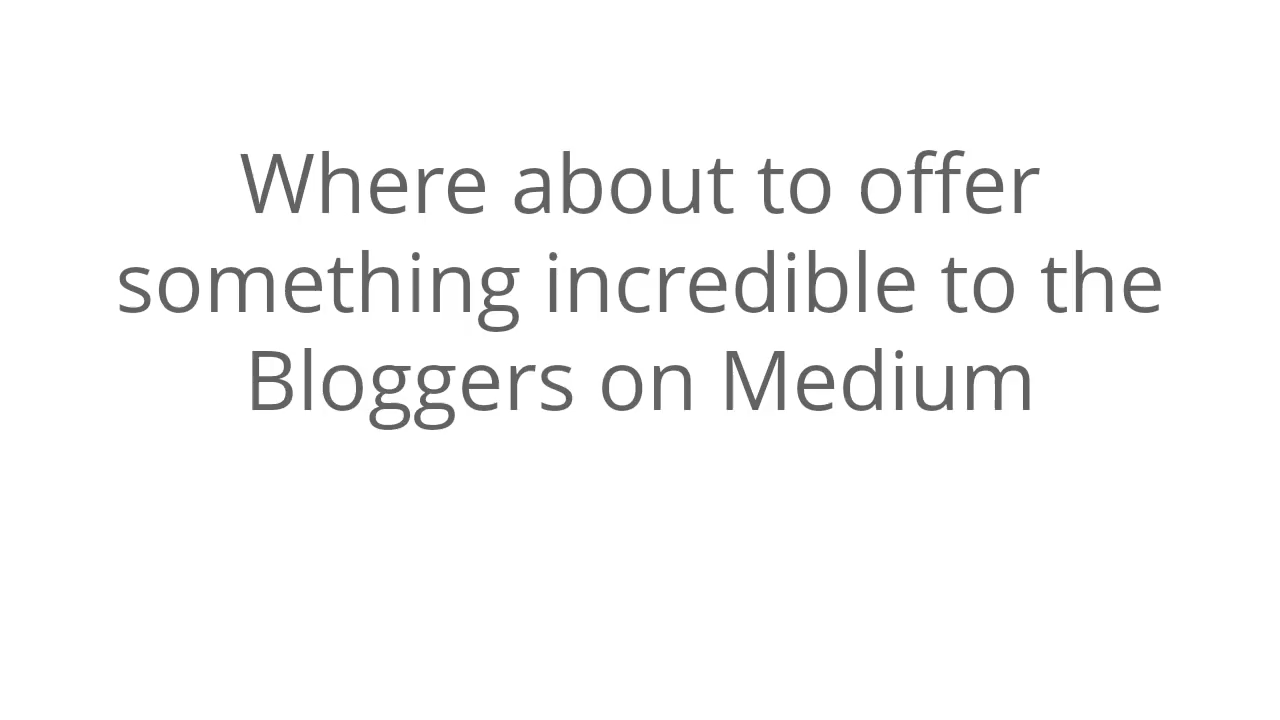 Where about to offer
something incredible to the
Bloggers on Medium